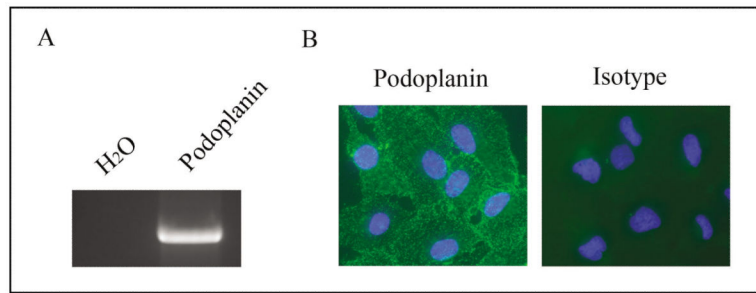 A
B
H₂O
Podoplanin
Podoplanin
Isotype